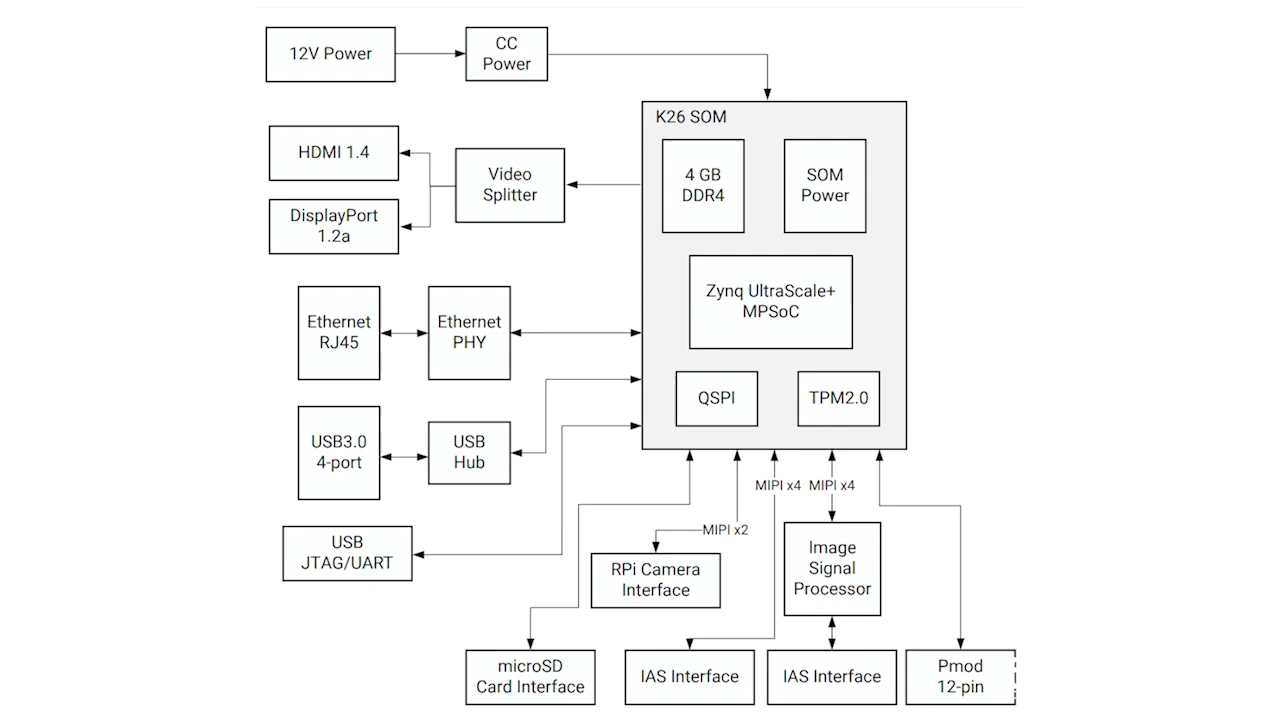 12V Power
CC
Power
K26 SOM
HDMI 1.4
Video
Splitter
DisplayPort
1.2a
4 GB
DDR4
SOM
Power
Zynq UltraScale+
MPSoC
Ethernet
RJ45
Ethernet
PHY
QSPI
TPM2.0
USB3.0
4-port
USB
Hub
MIPI x4
MIPI x4
MIPI x2
USB
JTAG/UART
RPi Camera
Interface
Image
Signal
Processor
microSD
Card Interface
IAS Interface
IAS Interface
Pmod
12-pin